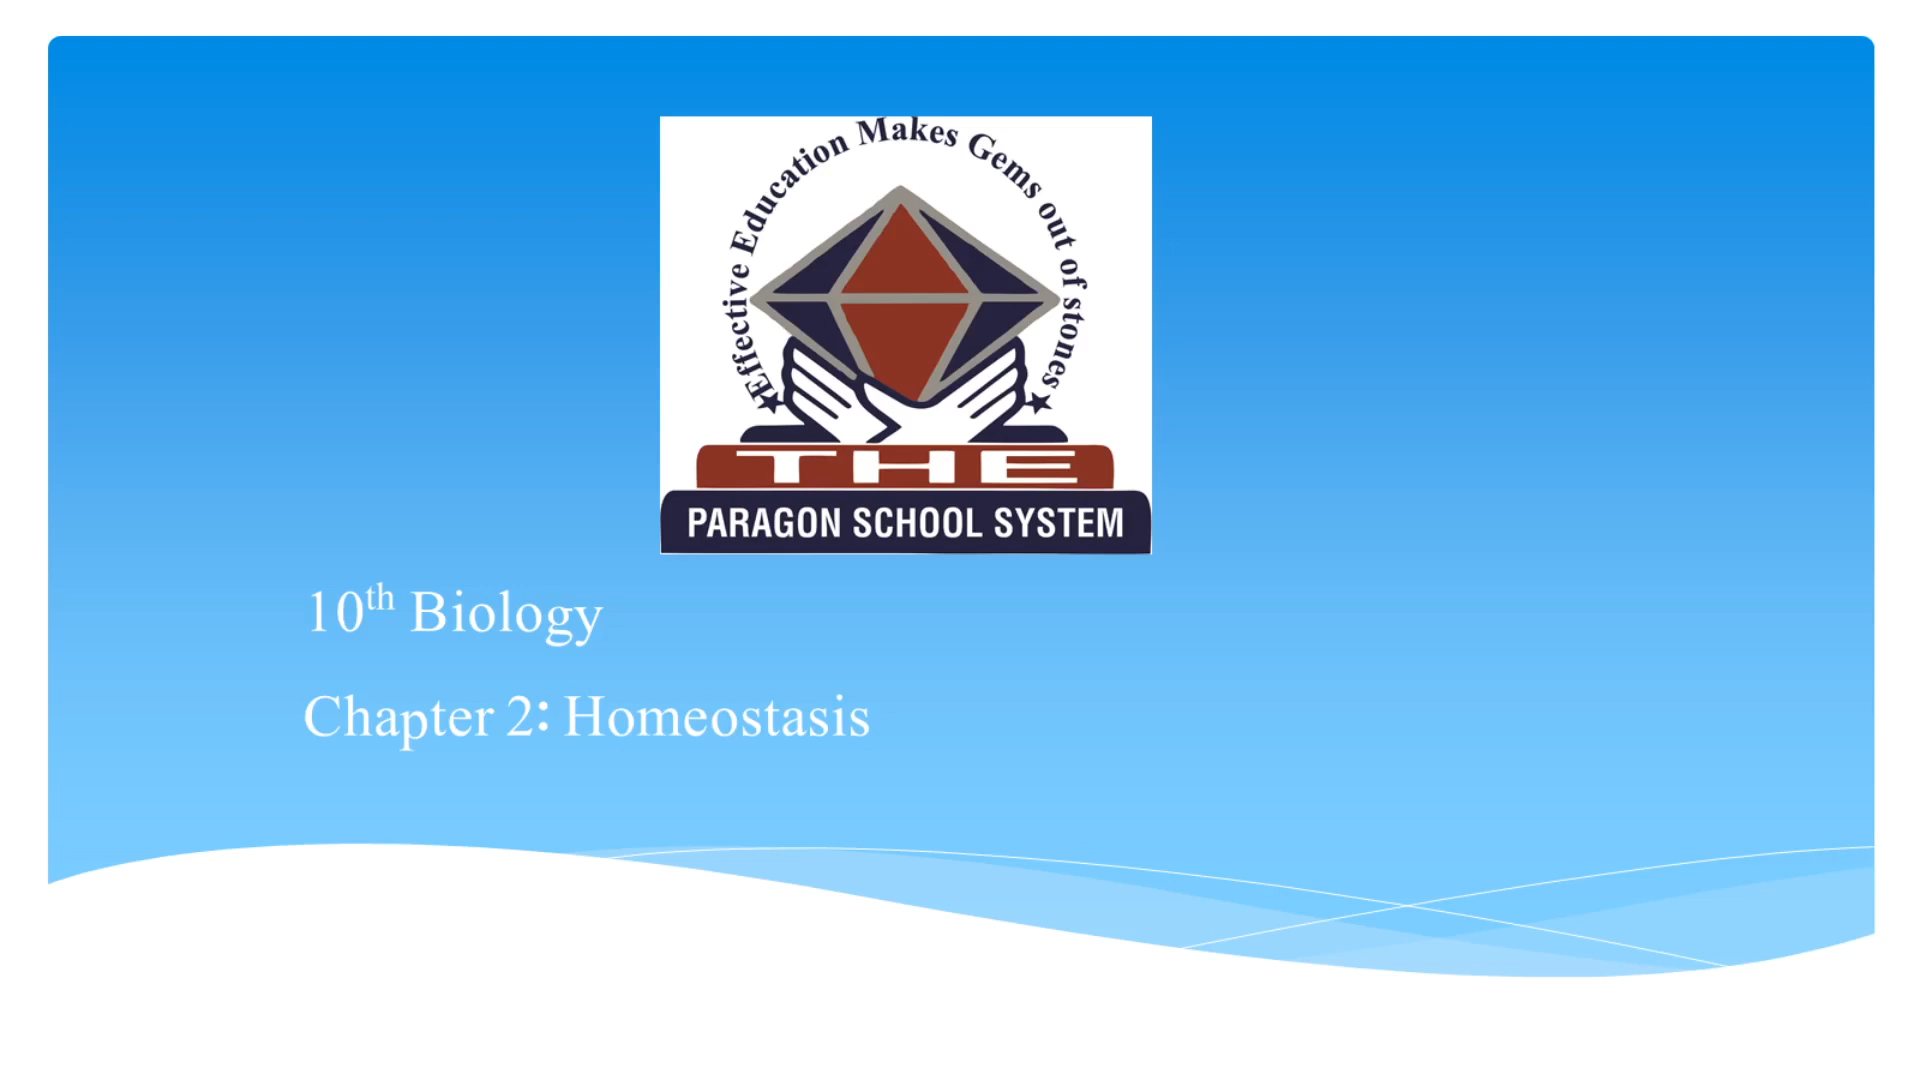 Effective Education Makes Gems out of stones
THE
PARAGON SCHOOL SYSTEM
10th Biology
Chapter 2: Homeostasis